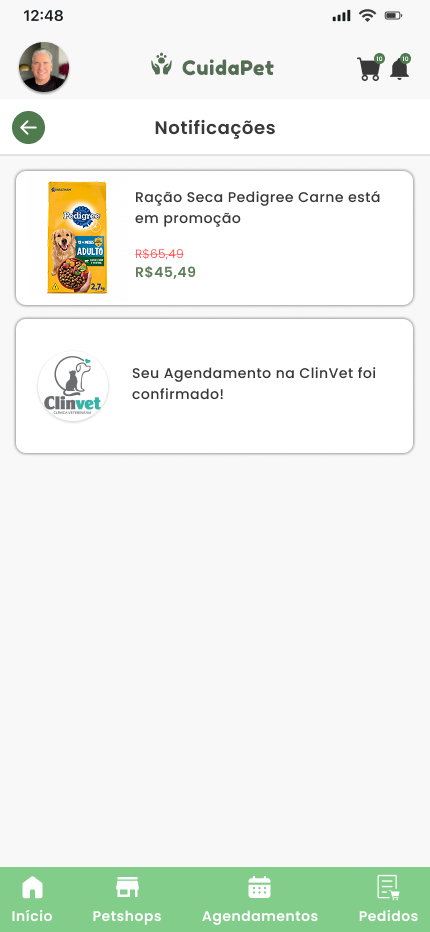 12:48
CuidaPet
10
10
Notificações
Pedigree
ADULTO
2,7kg
Ração Seca Pedigree Carne está
em promoção
R$65,49
R$45,49
Clinvet
CLÍNICA VETERINÁRIA
Seu Agendamento na ClinVet foi
confirmado!
Início
Petshops
Agendamentos
Pedidos